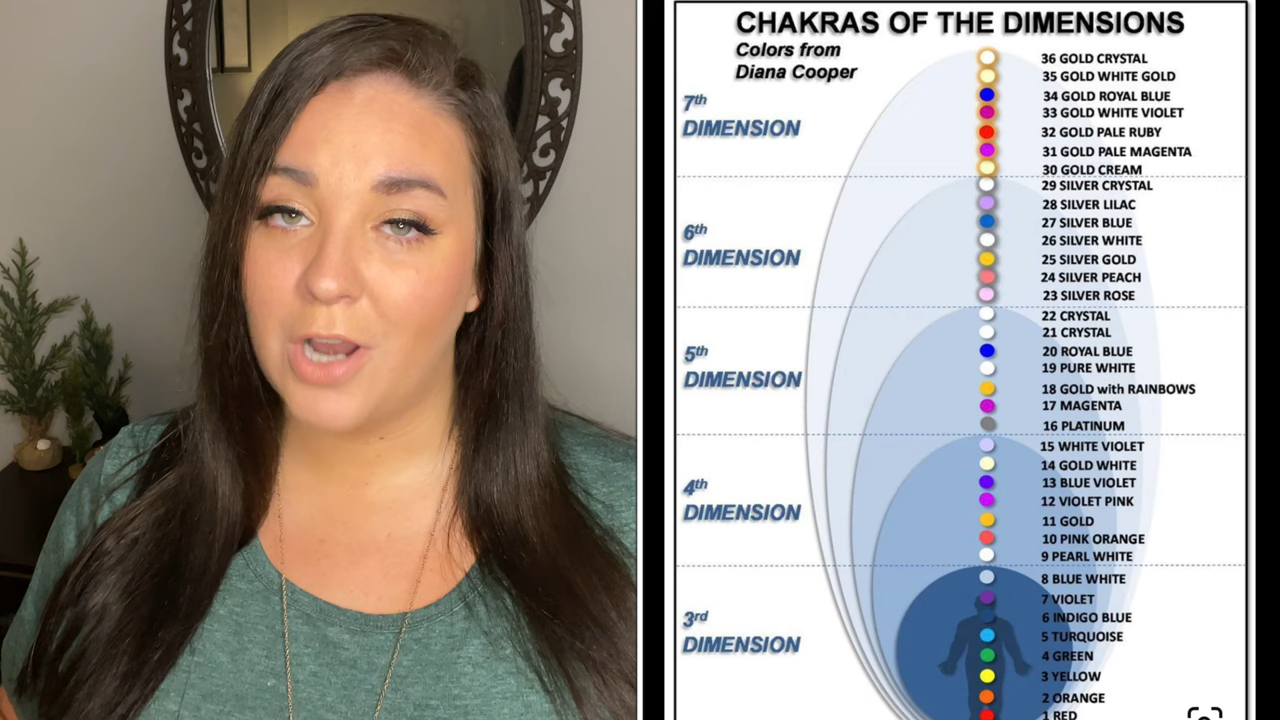 CHAKRAS OF THE DIMENSIONS
Colors from
Diana Cooper
7th
DIMENSION
36 GOLD CRYSTAL
35 GOLD WHITE GOLD
34 GOLD ROYAL BLUE
33 GOLD WHITE VIOLET
32 GOLD PALE RUBY
31 GOLD PALE MAGENTA
30 GOLD CREAM
6th
DIMENSION
29 SILVER CRYSTAL
28 SILVER LILAC
27 SILVER BLUE
26 SILVER WHITE
25 SILVER GOLD
24 SILVER PEACH
23 SILVER ROSE
5th
DIMENSION
22 CRYSTAL
21 CRYSTAL
20 ROYAL BLUE
19 PURE WHITE
18 GOLD with RAINBOWS
17 MAGENTA
16 PLATINUM
4th
DIMENSION
15 WHITE VIOLET
14 GOLD WHITE
13 BLUE VIOLET
12 VIOLET PINK
11 GOLD
10 PINK ORANGE
9 PEARL WHITE
3rd
DIMENSION
8 BLUE WHITE
7 VIOLET
6 INDIGO BLUE
5 TURQUOISE
4 GREEN
3 YELLOW
2 ORANGE
1 RED